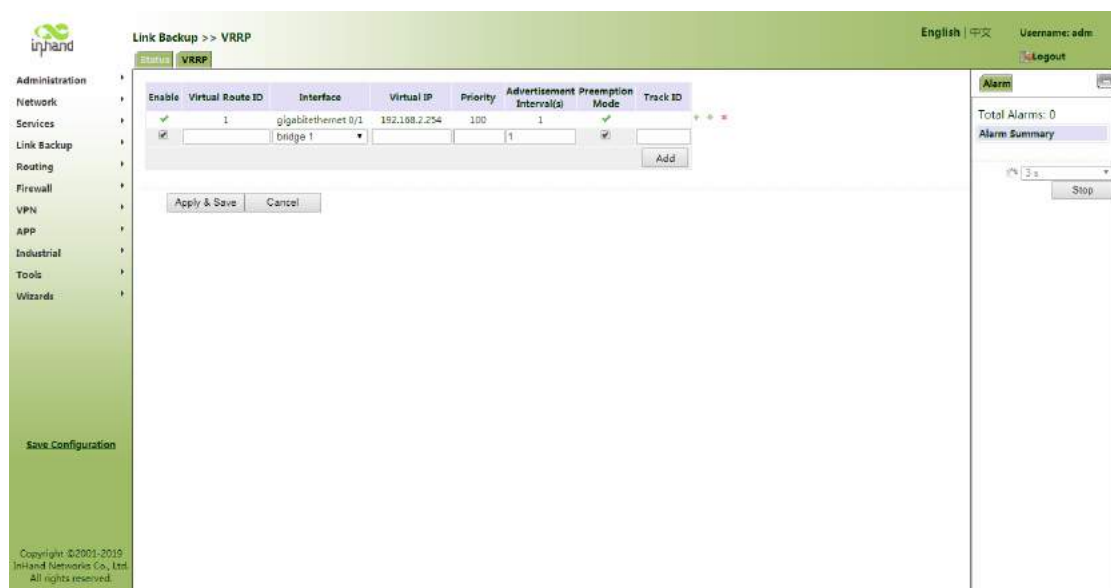 inhand
Link Backup >> VRRP
English | 中文
Username: adm
Logout
Status
VRRP
Administration
Network
Services
Link Backup
Routing
Firewall
VPN
APP
Industrial
Tools
Wizards
Save Configuration
Copyright ©2001-2019
InHand Networks Co., Ltd.
All rights reserved.
Enable Virtual Route ID Interface Virtual IP Priority Advertisement Interval(s) Preemption Mode Track ID
1 gigabitethernet 0/1 192.168.2.254 100 1
bridge 1 1
Add
Apply & Save Cancel
Alarm
Total Alarms: 0
Alarm Summary
3 s
Stop